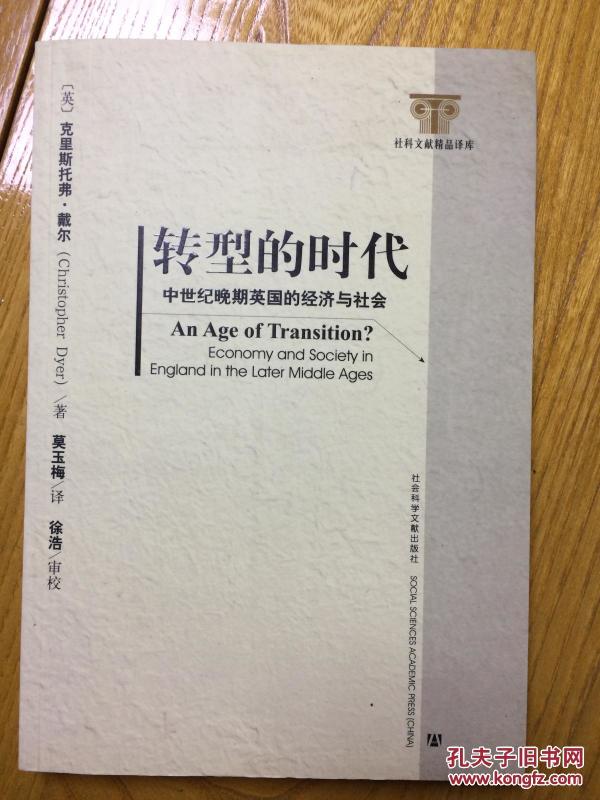 社科文献精品译库
〔英〕克里斯托弗·戴尔（Christopher Dyer）／著 莫玉梅／译 徐浩／审校
转型的时代
中世纪晚期英国的经济与社会
An Age of Transition?
Economy and Society in
England in the Later Middle Ages
社会科学文献出版社 SOCIAL SCIENCES ACADEMIC PRESS (CHINA)
孔夫子旧书网
www.kongfz.com